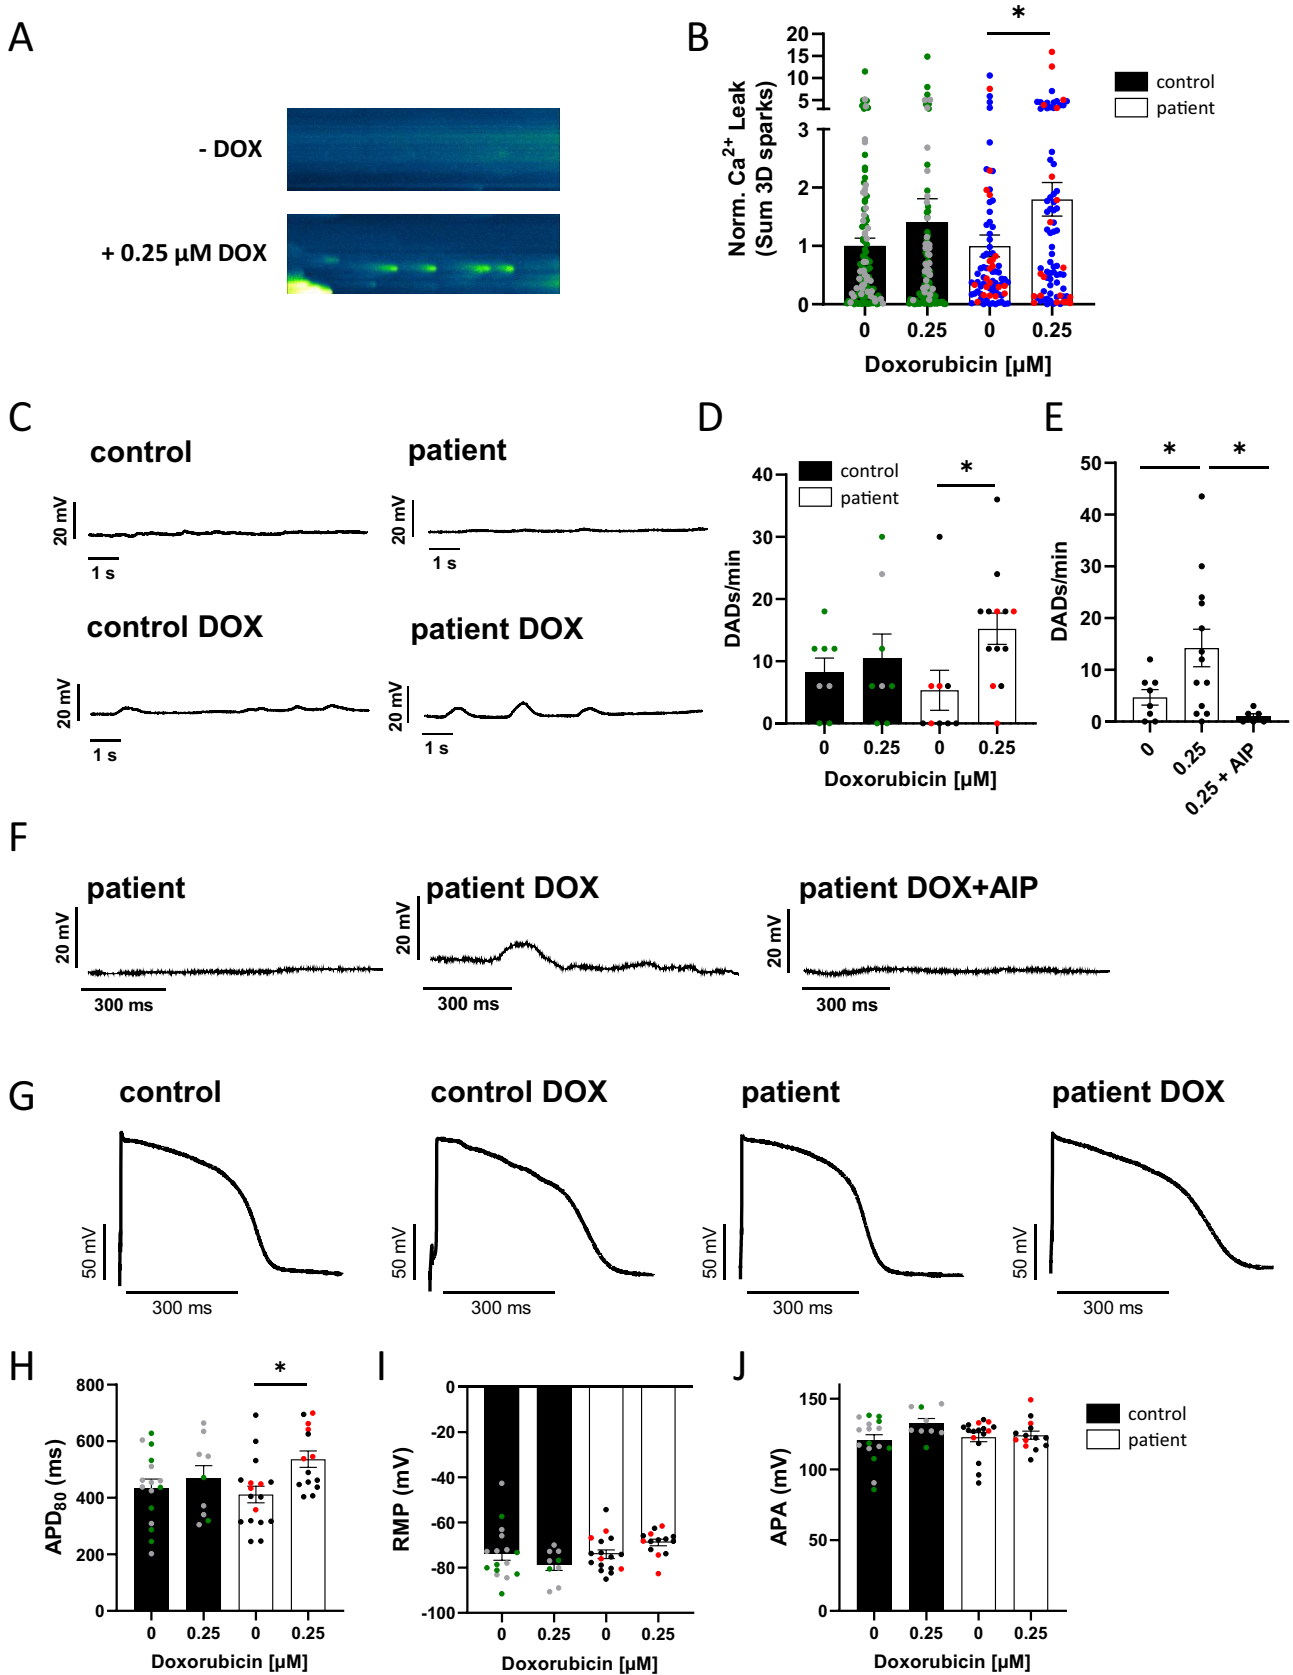 A
- DOX
+ 0.25 µM DOX
B
*
Norm. Ca2+ Leak
(Sum 3D sparks)
20
15
10
5
3
2
1
0
0
0.25
0
0.25
Doxorubicin [µM]
control
patient
C
control
patient
20 mV
1 s
20 mV
1 s
control DOX
patient DOX
20 mV
1 s
20 mV
1 s
D
control
patient
*
DADs/min
40
30
20
10
0
0
0.25
0
0.25
Doxorubicin [µM]
E
*
*
DADs/min
50
40
30
20
10
0
0
0.25
0.25 + AIP
F
patient
patient DOX
patient DOX+AIP
20 mV
300 ms
20 mV
300 ms
20 mV
300 ms
G
control
control DOX
patient
patient DOX
50 mV
300 ms
50 mV
300 ms
50 mV
300 ms
50 mV
300 ms
H
*
APD80 (ms)
800
600
400
200
0
0
0.25
0
0.25
Doxorubicin [µM]
I
RMP (mV)
0
-20
-40
-60
-80
-100
0
0.25
0
0.25
Doxorubicin [µM]
J
APA (mV)
150
100
50
0
0
0.25
0
0.25
Doxorubicin [µM]
control
patient